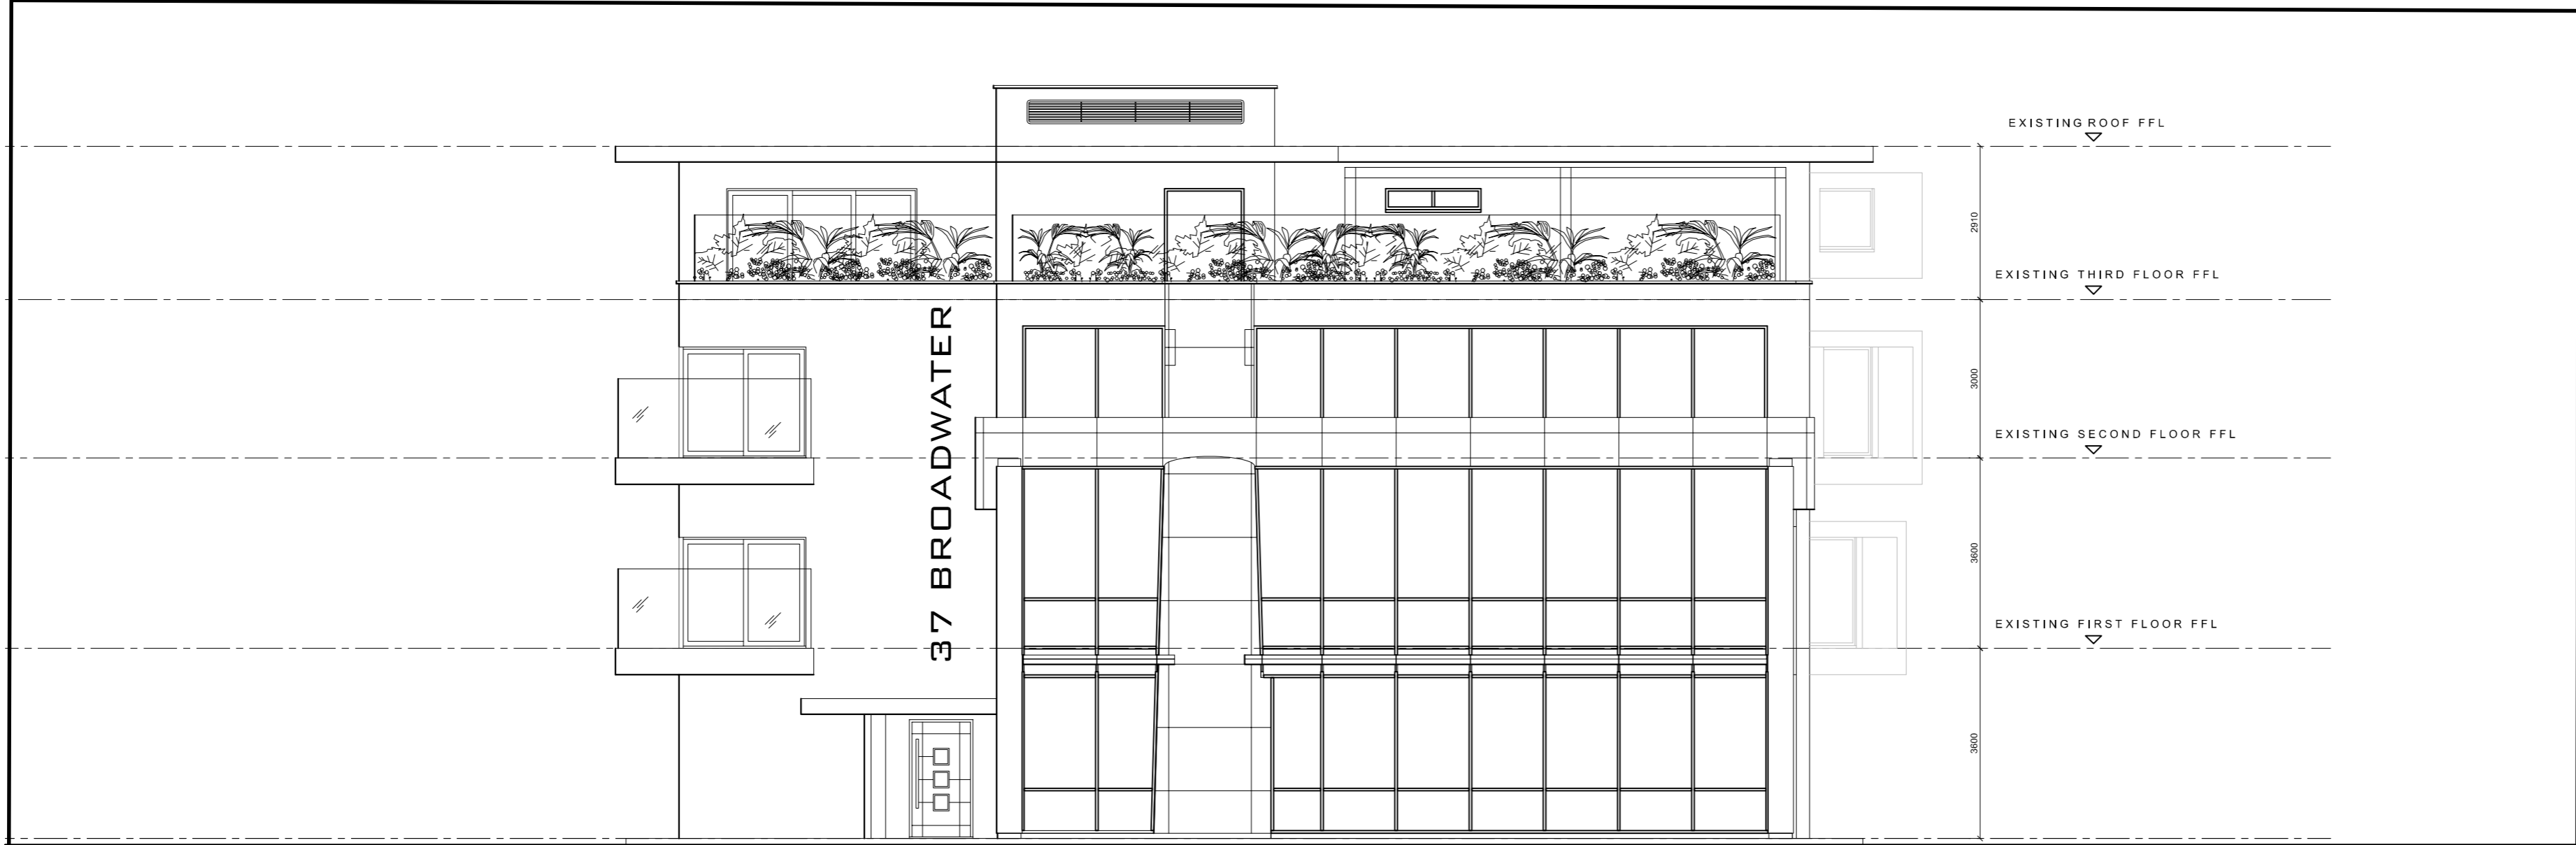 EXISTING ROOF FFL
2910
EXISTING THIRD FLOOR FFL
3000
EXISTING SECOND FLOOR FFL
3600
EXISTING FIRST FLOOR FFL
3600
37 BROADWATER